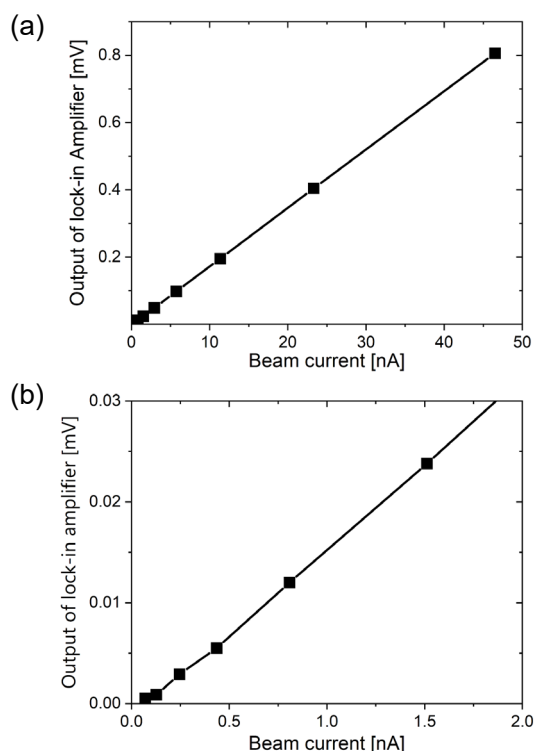 (a)
Output of lock-in Amplifier [mV]
0.8
0.6
0.4
0.2
0 10 20 30 40 50
Beam current [nA]
(b)
Output of lock-in amplifier [mV]
0.03
0.02
0.01
0.00
0.0 0.5 1.0 1.5 2.0
Beam current [nA]